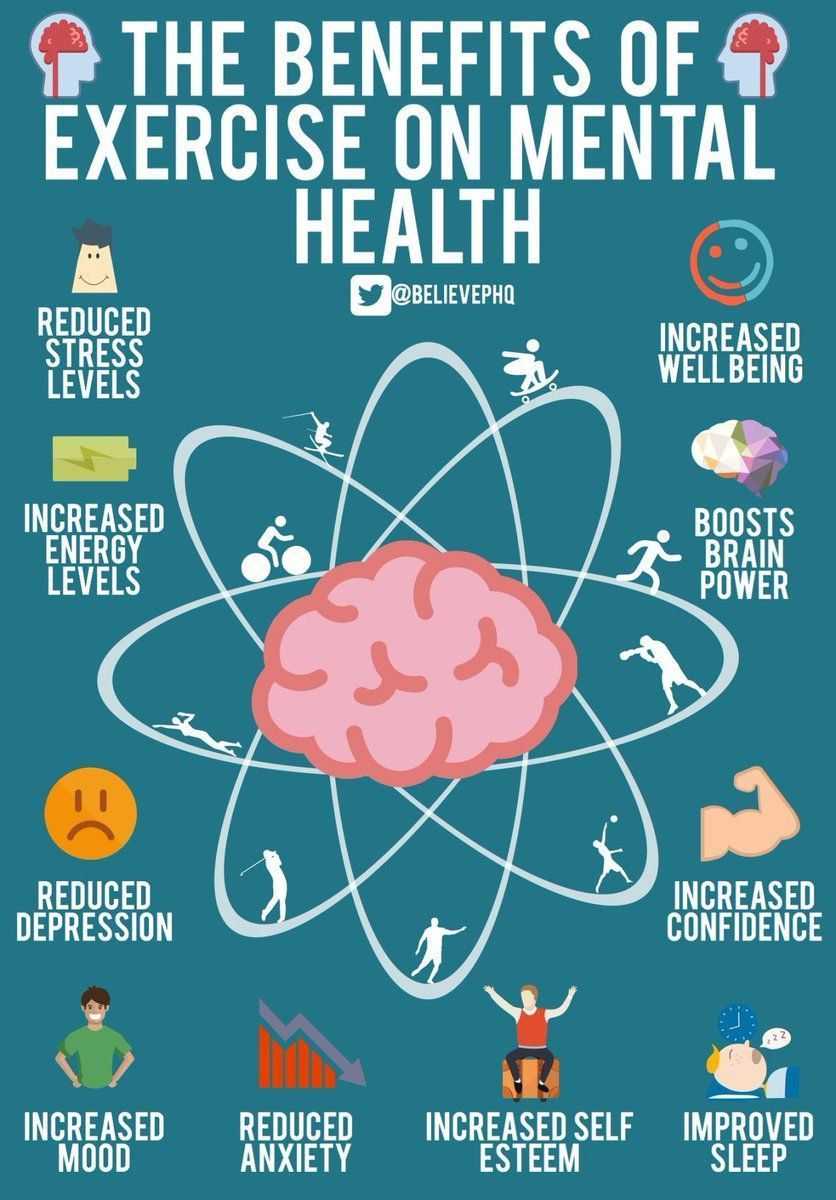 THE BENEFITS OF
EXERCISE ON MENTAL
HEALTH
@BELIEVEPHQ
REDUCED
STRESS
LEVELS
INCREASED
WELL BEING
INCREASED
ENERGY
LEVELS
BOOSTS
BRAIN
POWER
REDUCED
DEPRESSION
INCREASED
CONFIDENCE
INCREASED
MOOD
REDUCED
ANXIETY
INCREASED SELF
ESTEEM
z z z
IMPROVED
SLEEP